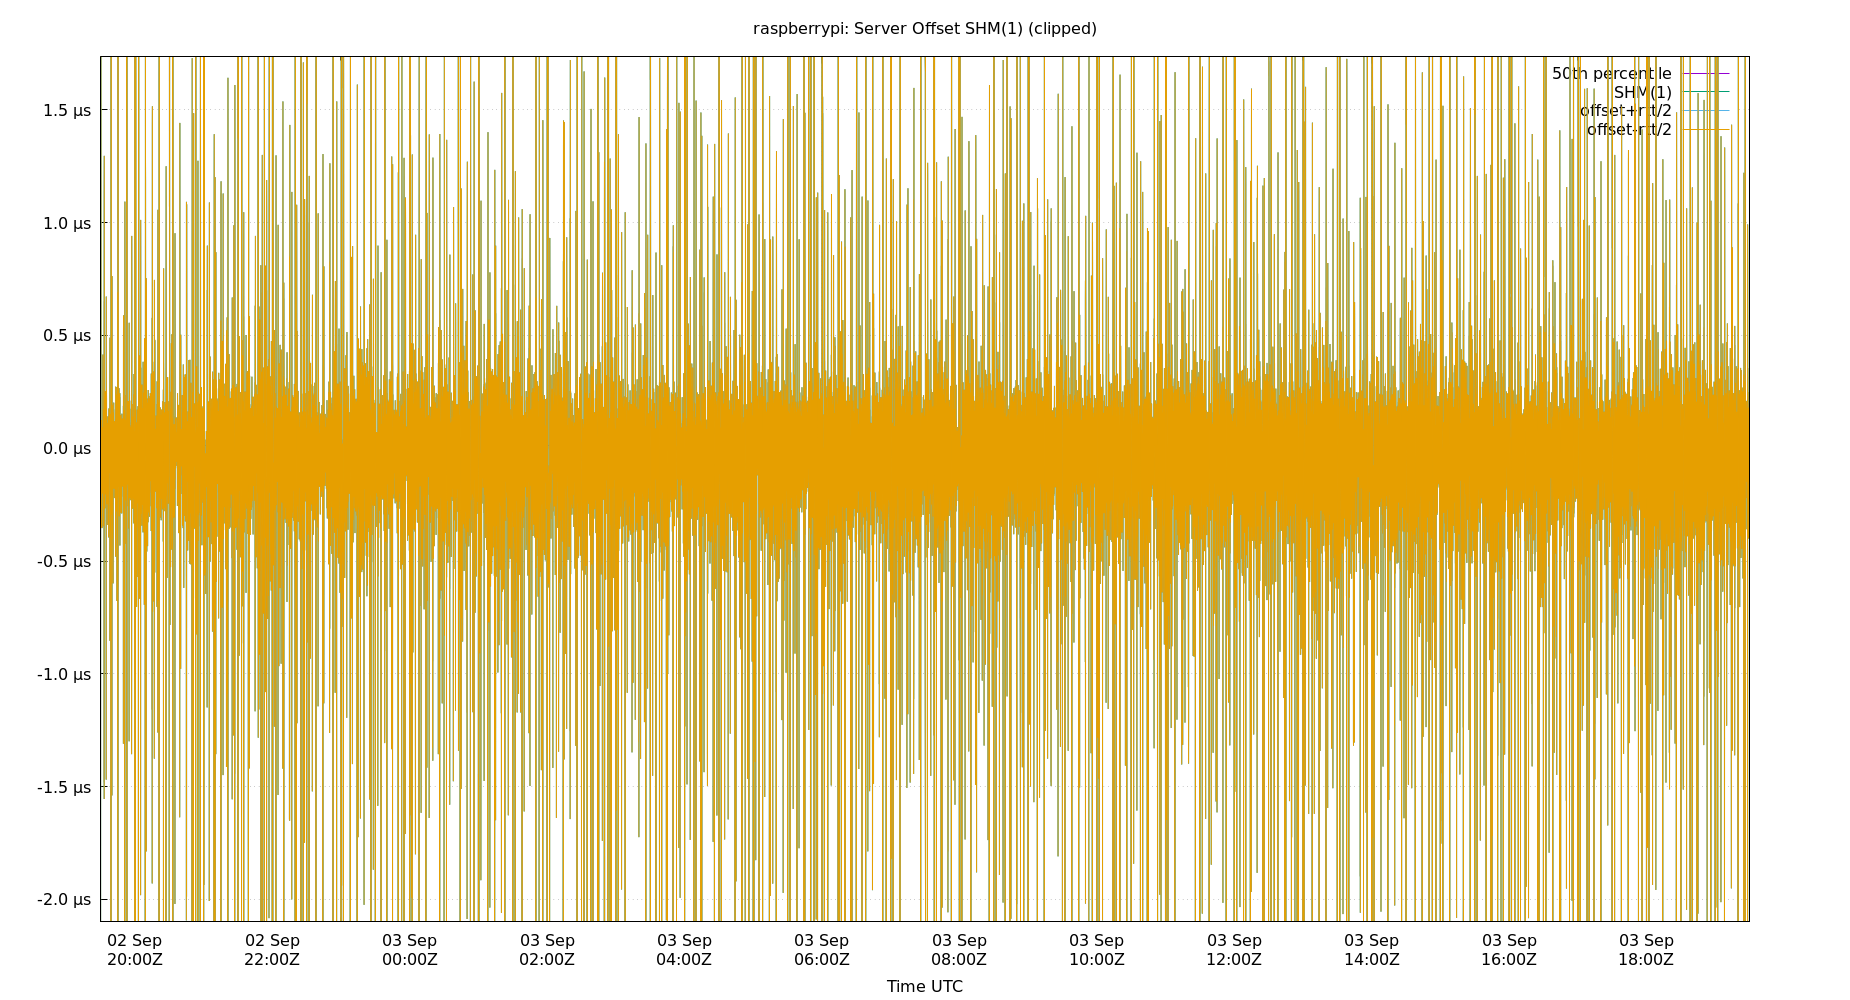 raspberrypi: Server Offset SHM(1) (clipped)
50th percentile
SHM(1)
offset+rtt/2
offset-rtt/2
1.5 µs
1.0 µs
0.5 µs
0.0 µs
-0.5 µs
-1.0 µs
-1.5 µs
-2.0 µs
02 Sep 02 Sep 03 Sep 03 Sep 03 Sep 03 Sep 03 Sep 03 Sep 03 Sep 03 Sep 03 Sep 03 Sep
20:00Z 22:00Z 00:00Z 02:00Z 04:00Z 06:00Z 08:00Z 10:00Z 12:00Z 14:00Z 16:00Z 18:00Z
Time UTC